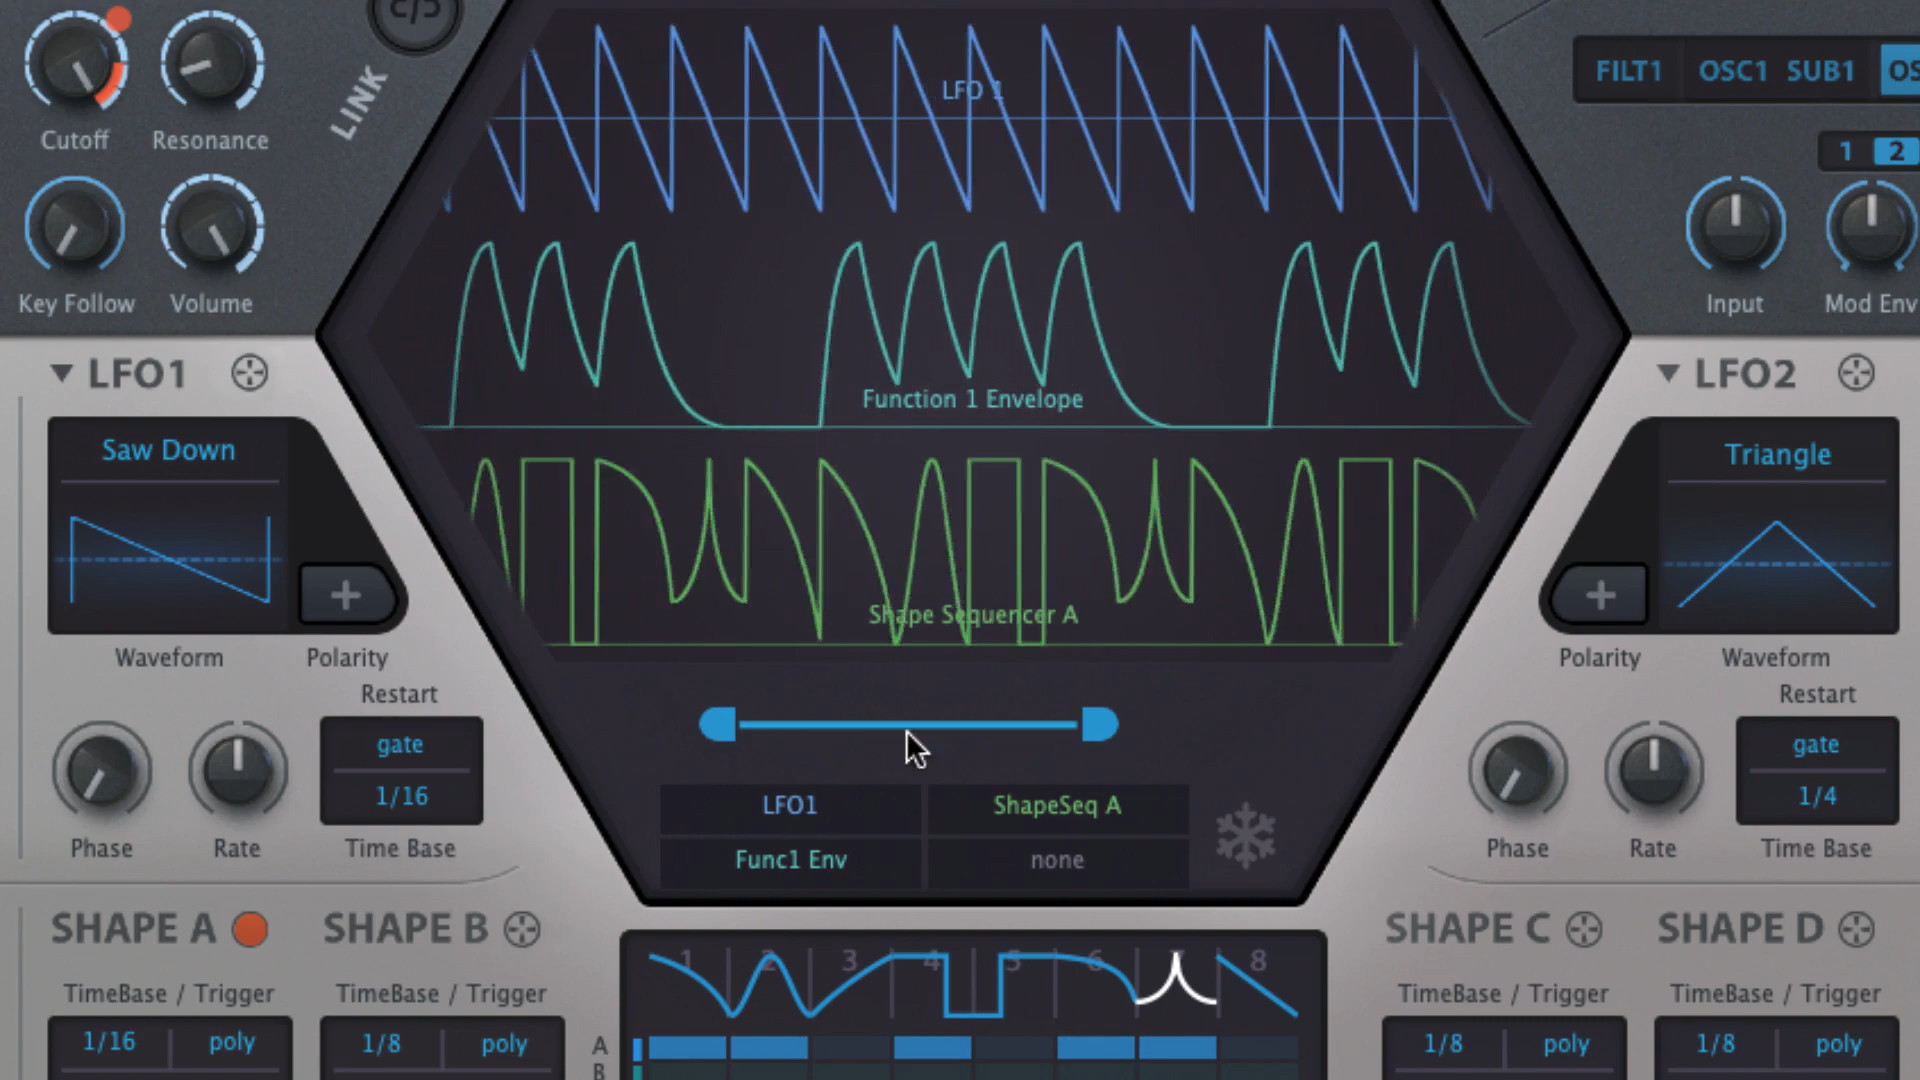 LINK
Cutoff
Resonance
Key Follow
Volume
FILT1 OSC1 SUB1 OS
1 2
Input
Mod Env
LFO 1
Function 1 Envelope
Shape Sequencer A
LFO1
Saw Down
Waveform
Polarity
Restart
gate
1/16
Phase
Rate
Time Base
LFO2
Triangle
Polarity
Waveform
Restart
gate
1/4
Phase
Rate
Time Base
LFO1
ShapeSeq A
Func1 Env
none
SHAPE A
TimeBase / Trigger
1/16 poly
SHAPE B
TimeBase / Trigger
1/8 poly
1 2 3 4 5 6 7 8
A
B
SHAPE C
TimeBase / Trigger
1/8 poly
SHAPE D
TimeBase / Trigger
1/8 poly